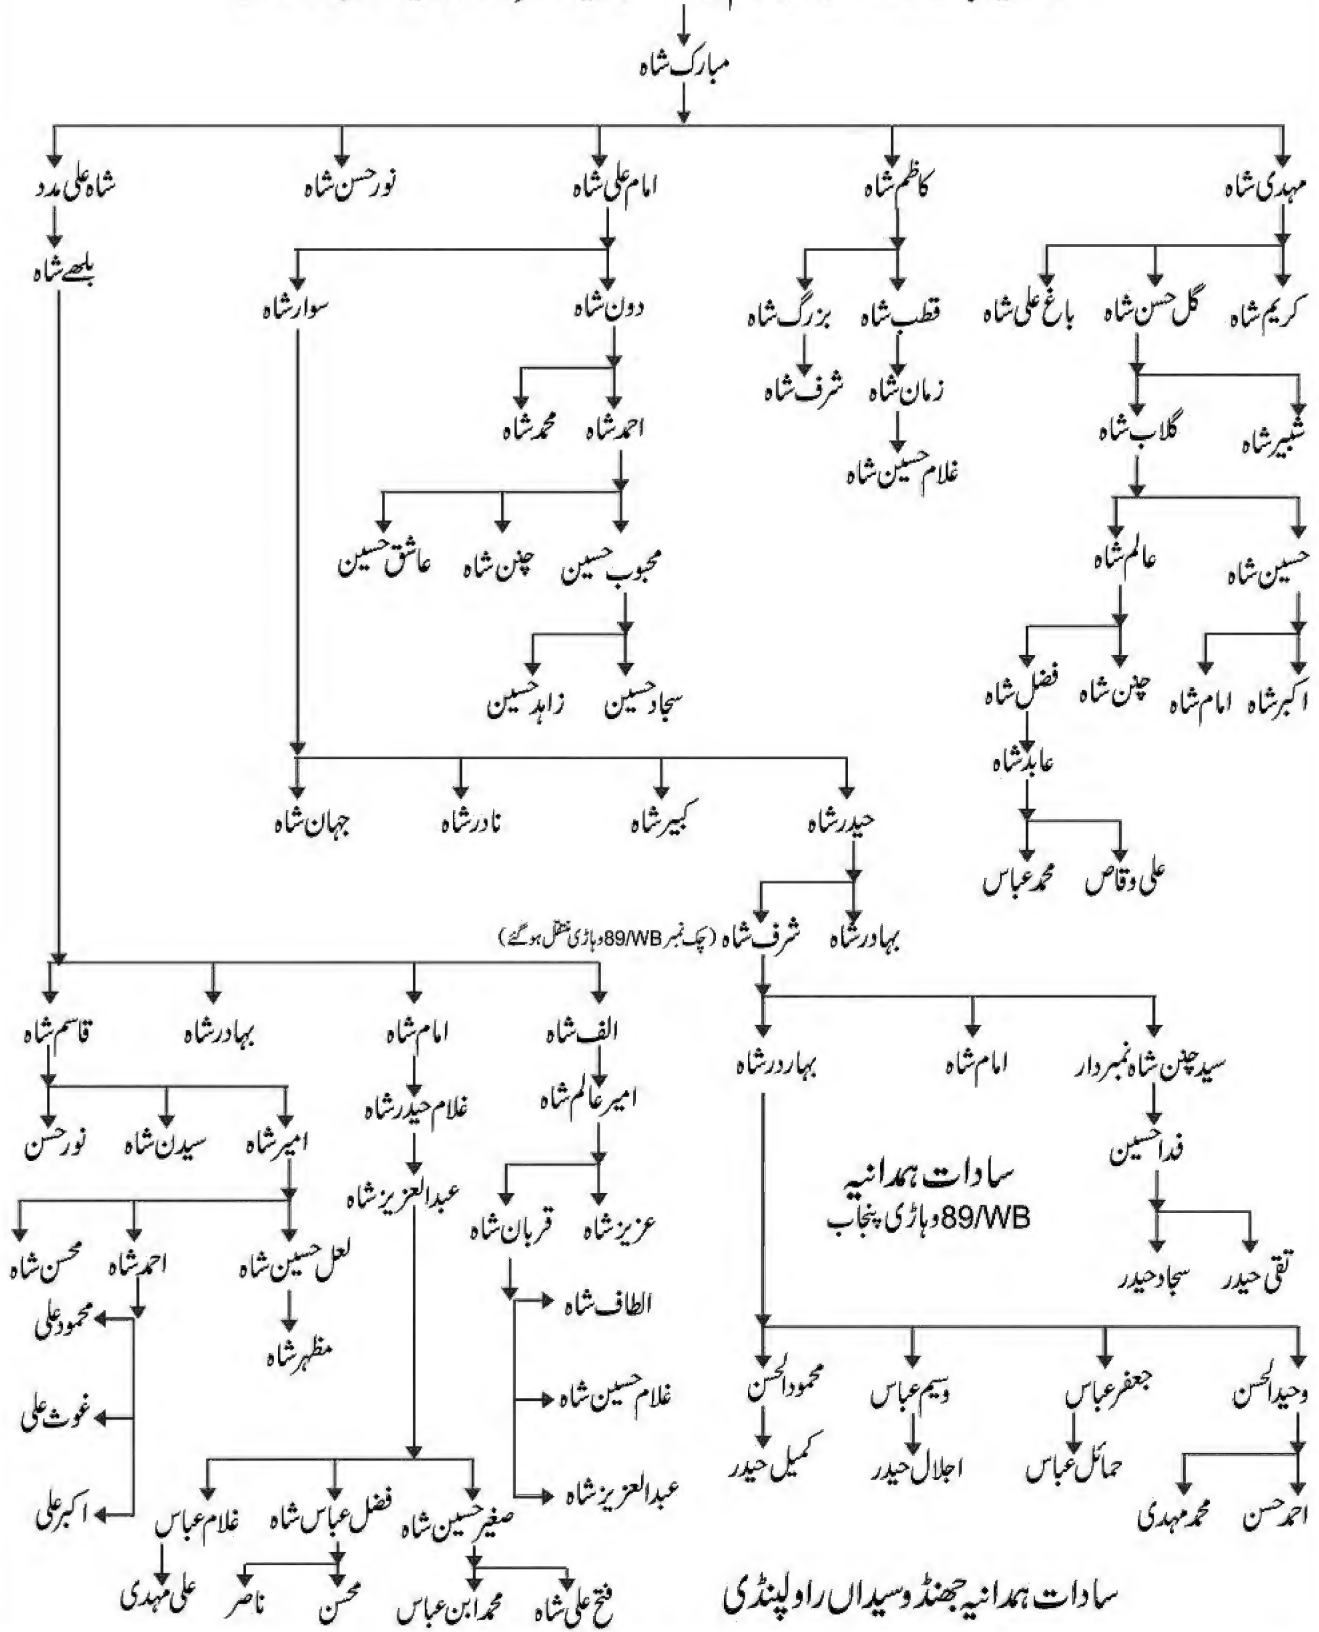 مبارک شاہ
مہدی شاہ کاظم شاہ امام علی شاہ نور حسن شاہ شاہ علی مدد
بلھے شاہ
کریم شاہ گل حسن شاہ باغ علی شاہ قطب شاہ بزرگ شاہ دون شاہ سوار شاہ
زمان شاہ شرف شاہ
شبیر شاہ گلاب شاہ احمد شاہ محمد شاہ
غلام حسین شاہ
حسین شاہ عالم شاہ محبوب حسین چنن شاہ عاشق حسین
اکبر شاہ امام شاہ چنن شاہ فضل شاہ سجاد حسین زاہد حسین
عابد شاہ
حیدر شاہ کبیر شاہ نادر شاہ جہان شاہ
علی وقاص محمد عباس
بہادر شاہ شرف شاہ (چک نمبر 89/WB وہاڑی منتقل ہو گئے)
الف شاہ امام شاہ بہادر شاہ قاسم شاہ
سید چنن شاہ نمبردار امام شاہ بہاردر شاہ
امیر عالم شاہ غلام حیدر شاہ
فدا حسین امیر شاہ سیدن شاہ نور حسن
سادات ہمدانیہ
89/WB وہاڑی پنجاب
عبدالعزیز شاہ
عزیز شاہ قربان شاہ
تقی حیدر سجاد حیدر لعل حسین شاہ احمد شاہ محسن شاہ
الطاف شاہ محمود علی
مظہر شاہ
وحید الحسن جعفر عباس وسیم عباس محمود الحسن
غلام حسین شاہ غوث علی
حمائل عباس اجلال حیدر کمیل حیدر
عبدالعزیز شاہ
احمد حسن محمد مہدی اکبر علی
صغیر حسین شاہ فضل عباس شاہ غلام عباس
فتح علی شاہ محمد ابن عباس محسن ناصر علی مہدی
سادات ہمدانیہ جھنڈو سیداں راولپنڈی